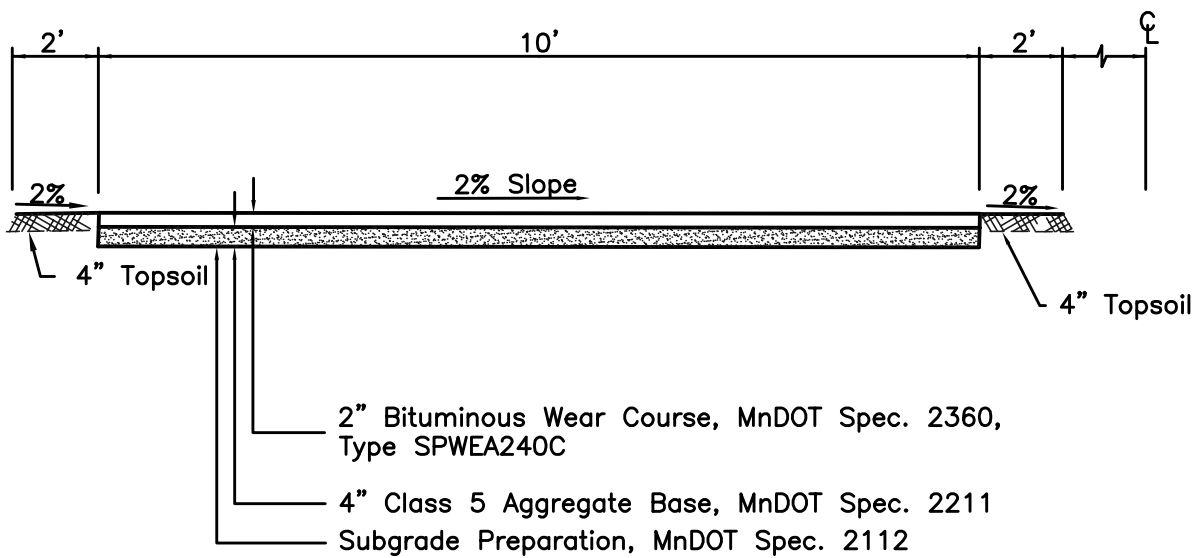 ℄
2' 10' 2'
2% 2% Slope 2%
4” Topsoil
4” Topsoil
2” Bituminous Wear Course, MnDOT Spec. 2360,
Type SPWEA240C
4” Class 5 Aggregate Base, MnDOT Spec. 2211
Subgrade Preparation, MnDOT Spec. 2112